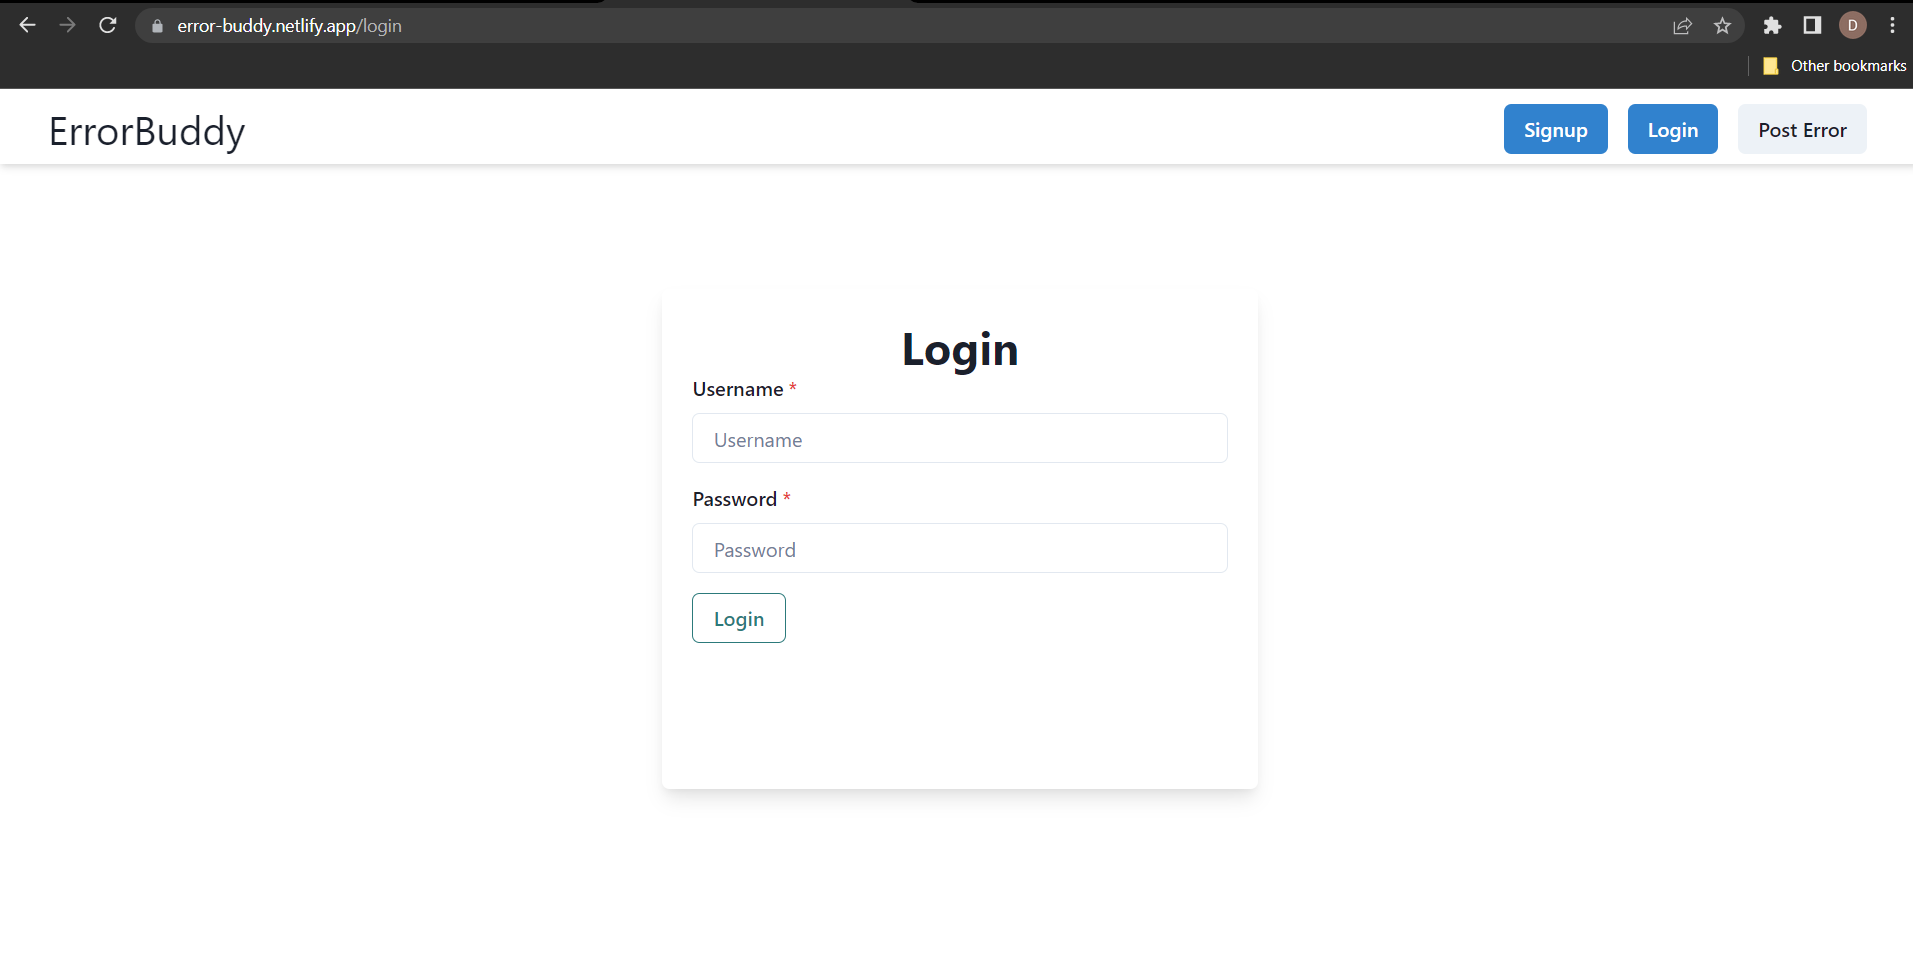 error-buddy.netlify.app/login
D
Other bookmarks
ErrorBuddy
Signup
Login
Post Error
Login
Username *
Username
Password *
Password
Login